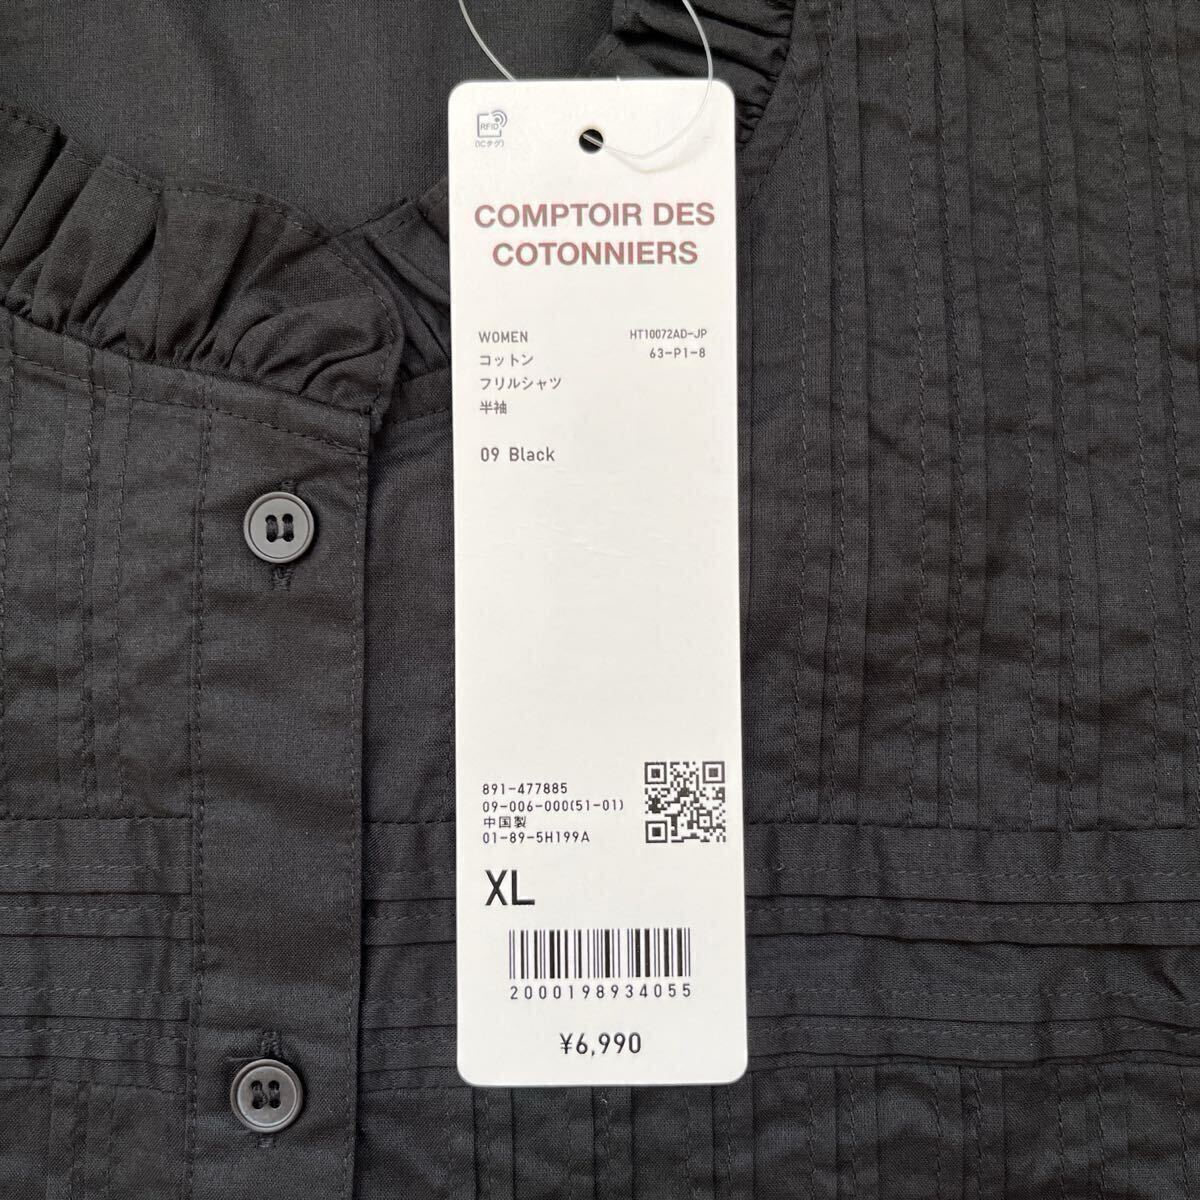 RFID
(ICタグ)
COMPTOIR DES
COTONNIERS
WOMEN
コットン
フリルシャツ
半袖
HT10072AD-JP
63-P1-8
09 Black
891-477885
09-006-000(51-01)
中国製
01-89-5H199A
XL
2000198934055
¥6,990